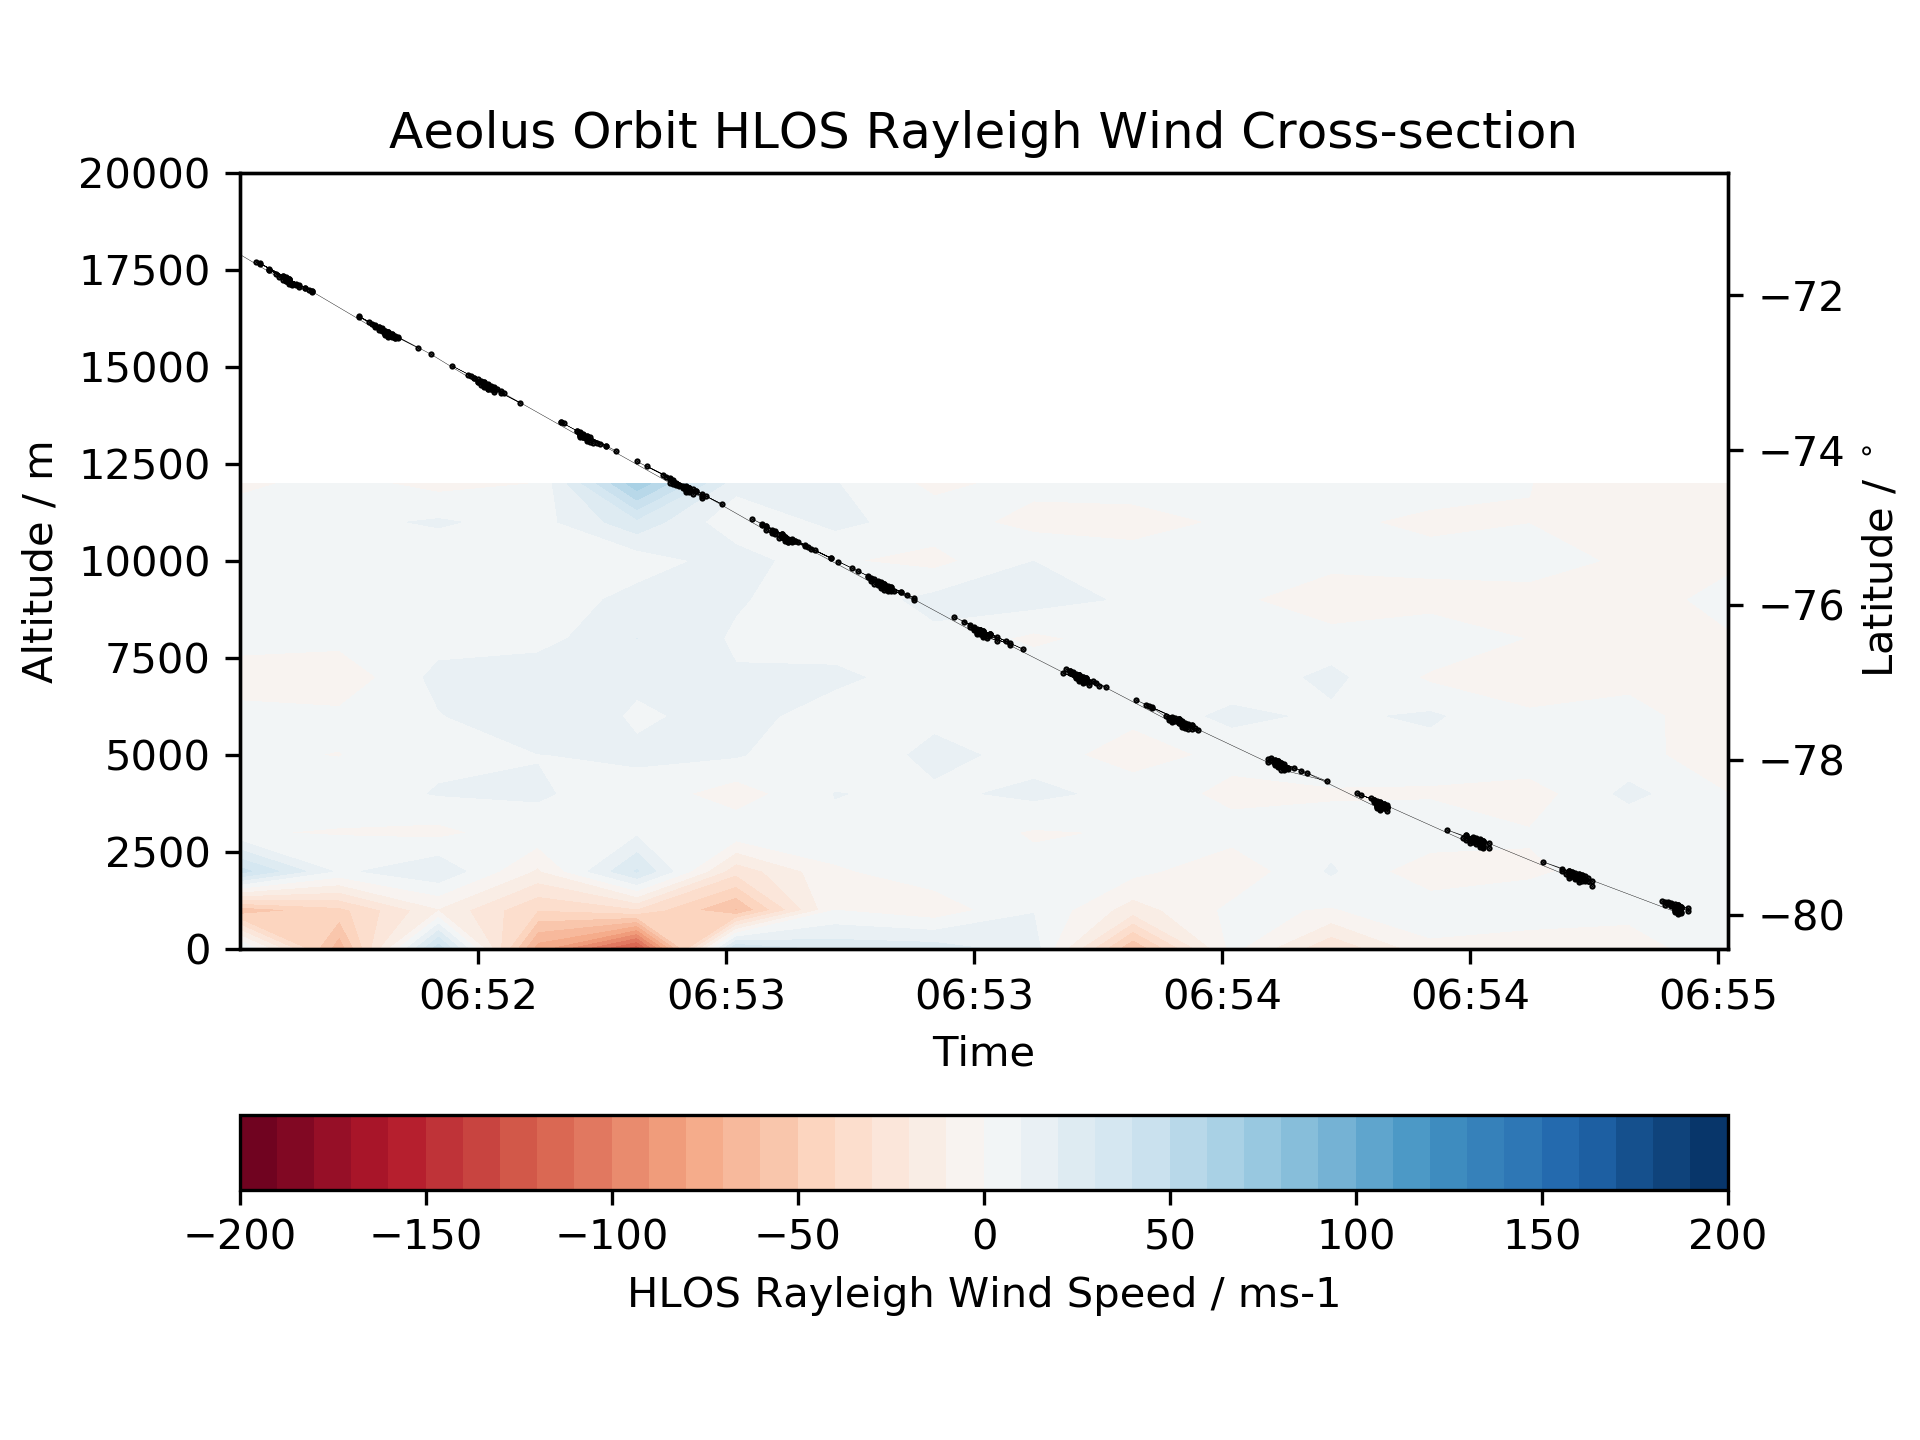 Aeolus Orbit HLOS Rayleigh Wind Cross-section
20000
17500
15000
12500
10000
7500
5000
2500
0
Altitude / m
−72
−74
−76
−78
−80
Latitude / °
06:52 06:53 06:53 06:54 06:54 06:55
Time
−200 −150 −100 −50 0 50 100 150 200
HLOS Rayleigh Wind Speed / ms-1